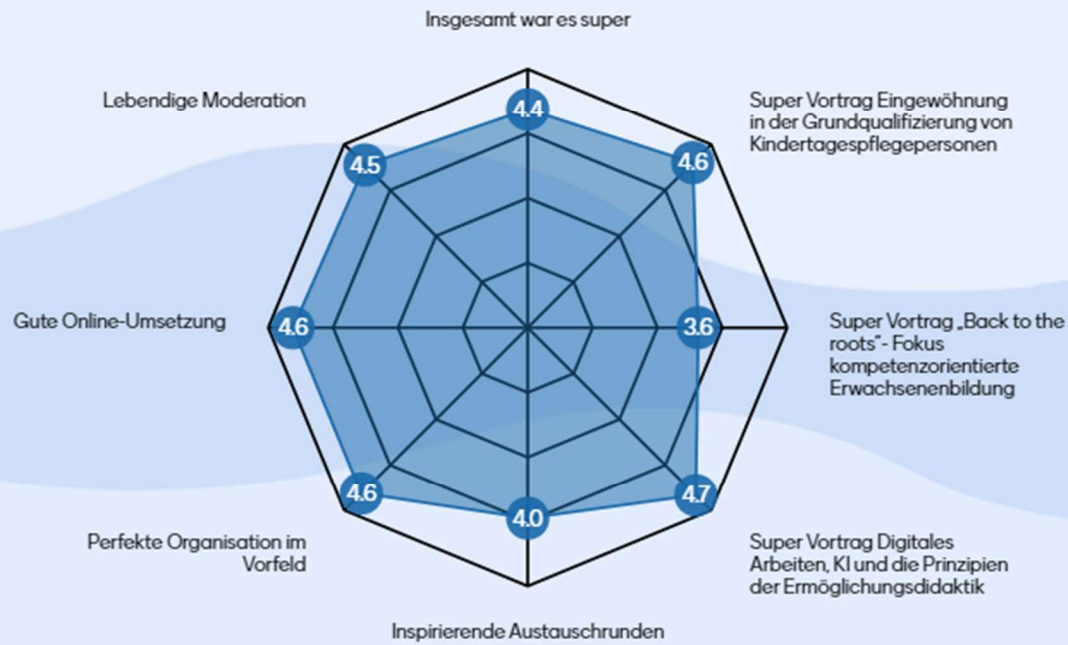 Insgesamt war es super
4.4
Lebendige Moderation
4.5
Super Vortrag Eingewöhnung
in der Grundqualifizierung von
Kindertagespflegepersonen
4.6
Gute Online-Umsetzung
4.6
3.6
Super Vortrag „Back to the
roots"- Fokus
kompetenzorientierte
Erwachsenenbildung
4.6
Perfekte Organisation im
Vorfeld
4.0
4.7
Super Vortrag Digitales
Arbeiten, KI und die Prinzipien
der Ermöglichungsdidaktik
Inspirierende Austauschrunden